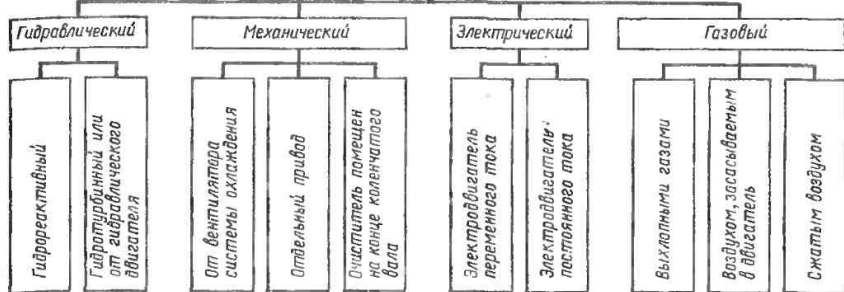 Гидравлический
Механический
Электрический
Газовый
Гидрореактивный
Гидротурбинный или
от гидравлического
двигателя
От вентилятора
системы охлаждения
Отдельный привод
Очиститель помещен
на конце коленчатого
вала
Электродвигатель
переменного тока
Электродвигатель
постоянного тока
Выхлопными газами
Воздухом, засасываемым
в двигатель
Сжатым воздухом